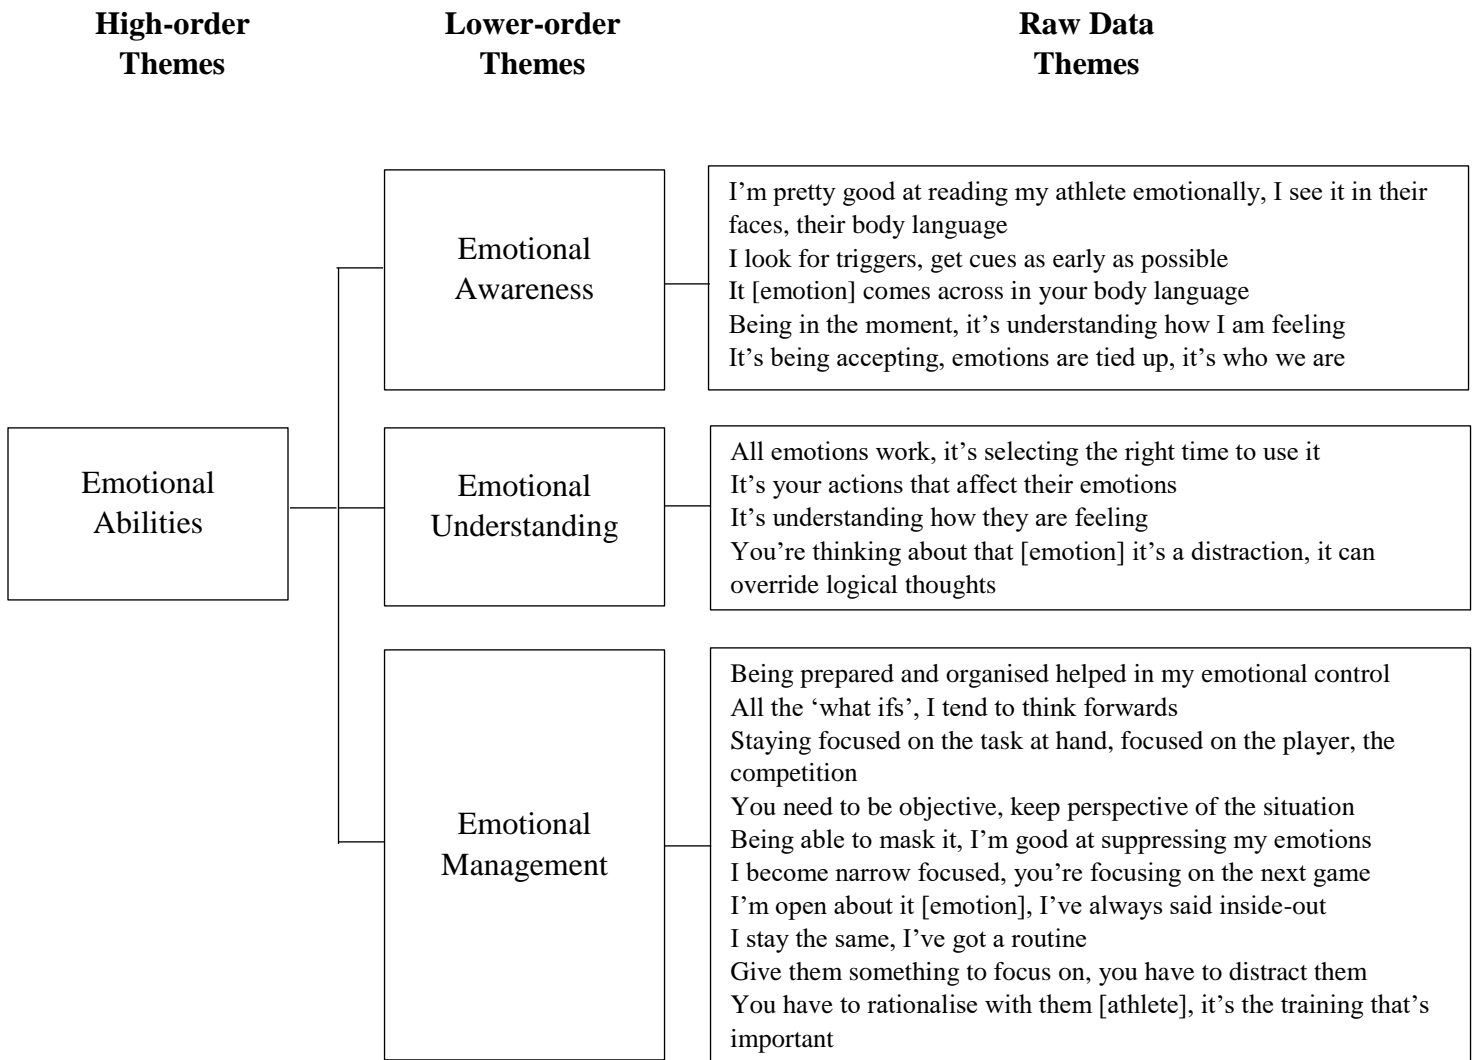 High-order
Themes
Lower-order
Themes
Raw Data
Themes
Emotional
Abilities
Emotional
Awareness
I’m pretty good at reading my athlete emotionally, I see it in their
faces, their body language
I look for triggers, get cues as early as possible
It [emotion] comes across in your body language
Being in the moment, it’s understanding how I am feeling
It’s being accepting, emotions are tied up, it’s who we are
Emotional
Understanding
All emotions work, it’s selecting the right time to use it
It’s your actions that affect their emotions
It’s understanding how they are feeling
You’re thinking about that [emotion] it’s a distraction, it can
override logical thoughts
Emotional
Management
Being prepared and organised helped in my emotional control
All the ‘what ifs’, I tend to think forwards
Staying focused on the task at hand, focused on the player, the
competition
You need to be objective, keep perspective of the situation
Being able to mask it, I’m good at suppressing my emotions
I become narrow focused, you’re focusing on the next game
I’m open about it [emotion], I’ve always said inside-out
I stay the same, I’ve got a routine
Give them something to focus on, you have to distract them
You have to rationalise with them [athlete], it’s the training that’s
important